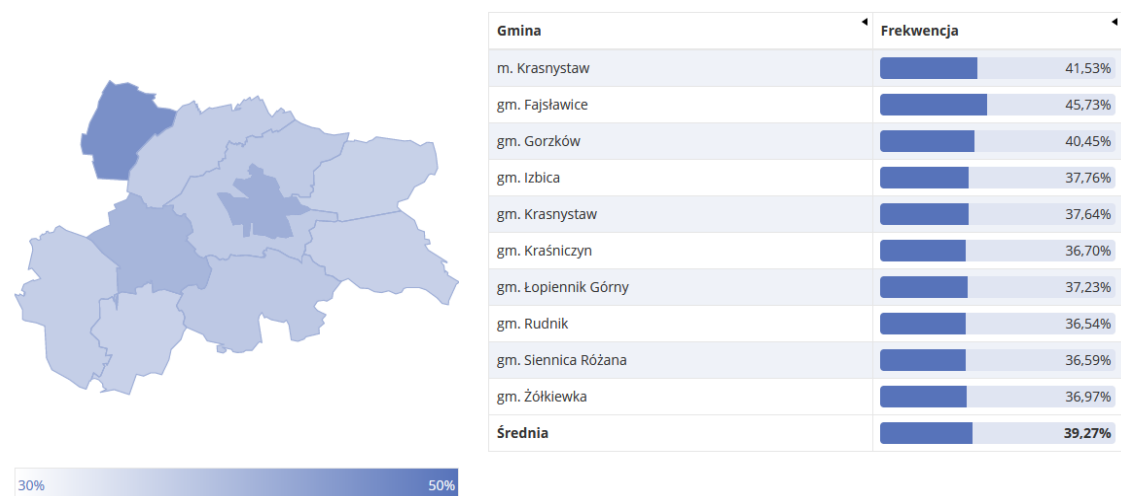 Gmina Frekwencja
m. Krasnystaw 41,53%
gm. Fajsławice 45,73%
gm. Gorzków 40,45%
gm. Izbica 37,76%
gm. Krasnystaw 37,64%
gm. Kraśniczyn 36,70%
gm. Łopiennik Górny 37,23%
gm. Rudnik 36,54%
gm. Siennica Różana 36,59%
gm. Żółkiewka 36,97%
Średnia 39,27%
30% 50%